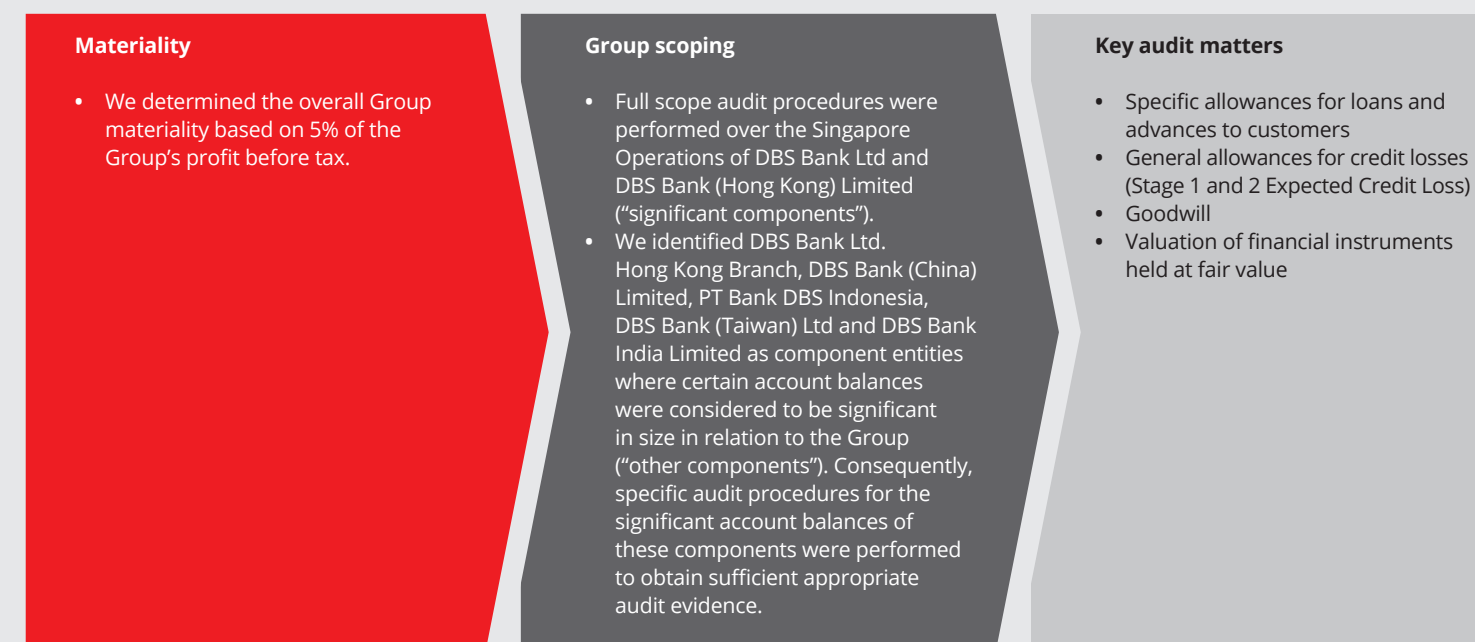 Materiality
• We determined the overall Group
materiality based on 5% of the
Group’s profit before tax.
Group scoping
• Full scope audit procedures were
performed over the Singapore
Operations of DBS Bank Ltd and
DBS Bank (Hong Kong) Limited
(“significant components”).
• We identified DBS Bank Ltd.
Hong Kong Branch, DBS Bank (China)
Limited, PT Bank DBS Indonesia,
DBS Bank (Taiwan) Ltd and DBS Bank
India Limited as component entities
where certain account balances
were considered to be significant
in size in relation to the Group
(“other components”). Consequently,
specific audit procedures for the
significant account balances of
these components were performed
to obtain sufficient appropriate
audit evidence.
Key audit matters
• Specific allowances for loans and
advances to customers
• General allowances for credit losses
(Stage 1 and 2 Expected Credit Loss)
• Goodwill
• Valuation of financial instruments
held at fair value